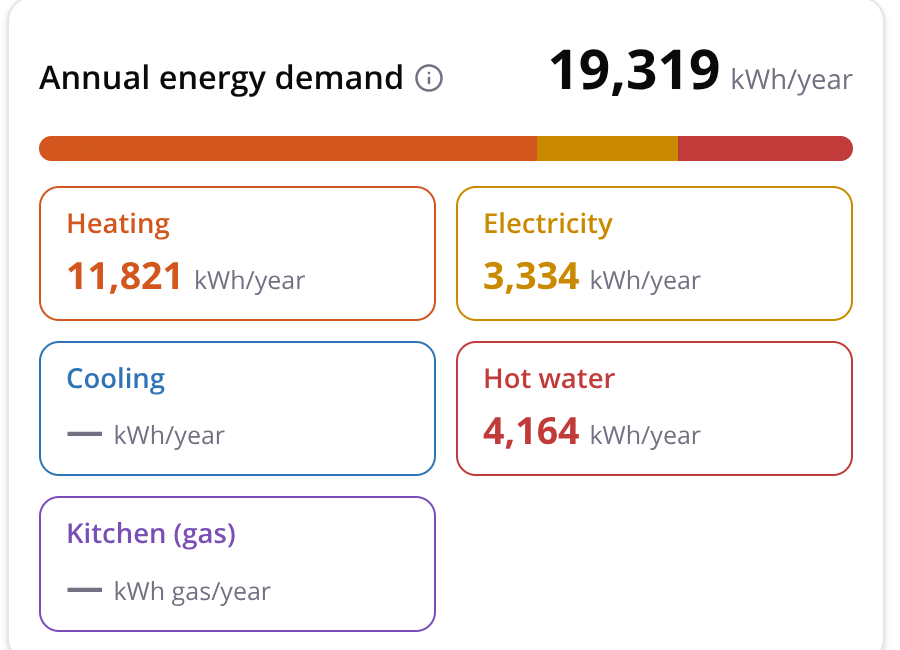 Annual energy demand
19,319 kWh/year
Heating
11,821 kWh/year
Electricity
3,334 kWh/year
Cooling
— kWh/year
Hot water
4,164 kWh/year
Kitchen (gas)
— kWh gas/year